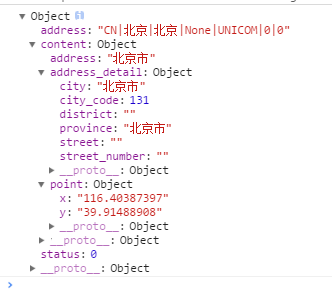 Object
address: "CN|北京|北京|None|UNICOM|0|0"
content: Object
address: "北京市"
address_detail: Object
city: "北京市"
city_code: 131
district: ""
province: "北京市"
street: ""
street_number: ""
__proto__: Object
point: Object
x: "116.40387397"
y: "39.91488908"
__proto__: Object
__proto__: Object
status: 0
__proto__: Object